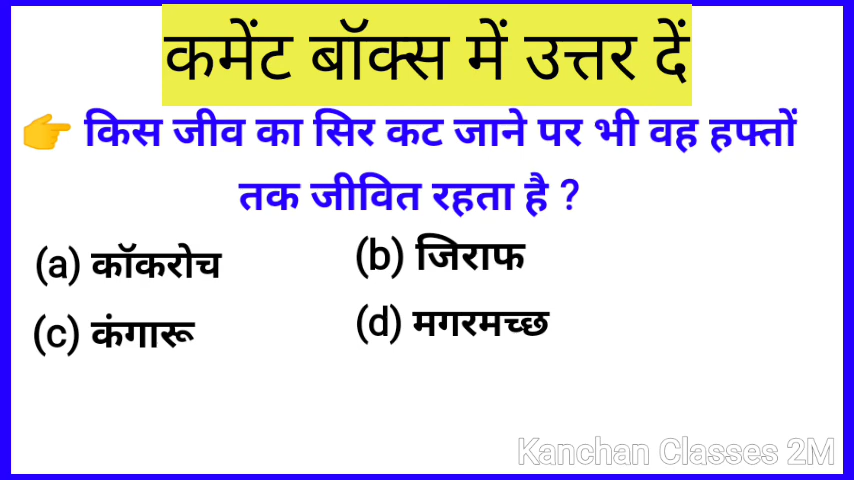 कमेंट बॉक्स में उत्तर दें
👉 किस जीव का सिर कट जाने पर भी वह हफ्तों
तक जीवित रहता है ?
(a) कॉकरोच (b) जिराफ
(c) कंगारू (d) मगरमच्छ
Kanchan Classes 2M